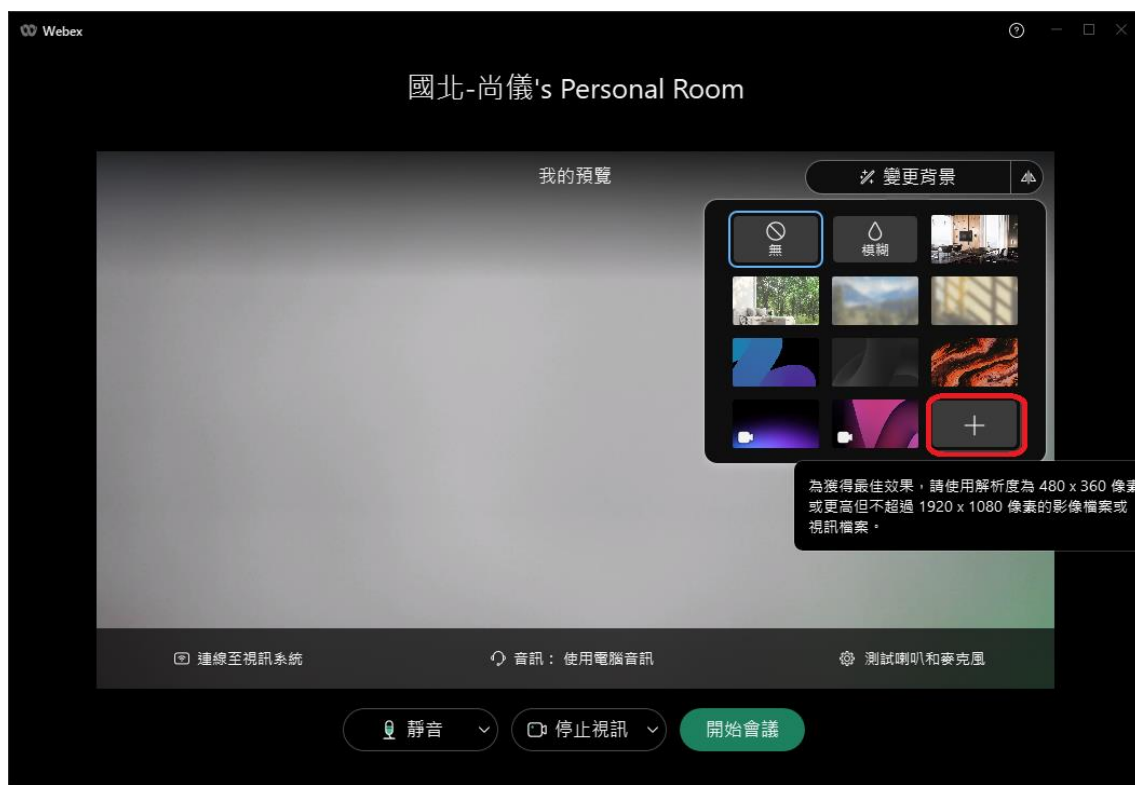 Webex
國北-尚儀's Personal Room
我的預覽
變更背景
無
模糊
為獲得最佳效果，請使用解析度為 480 x 360 像素
或更高但不超過 1920 x 1080 像素的影像檔案或
視訊檔案。
連線至視訊系統
音訊： 使用電腦音訊
測試喇叭和麥克風
靜音
停止視訊
開始會議